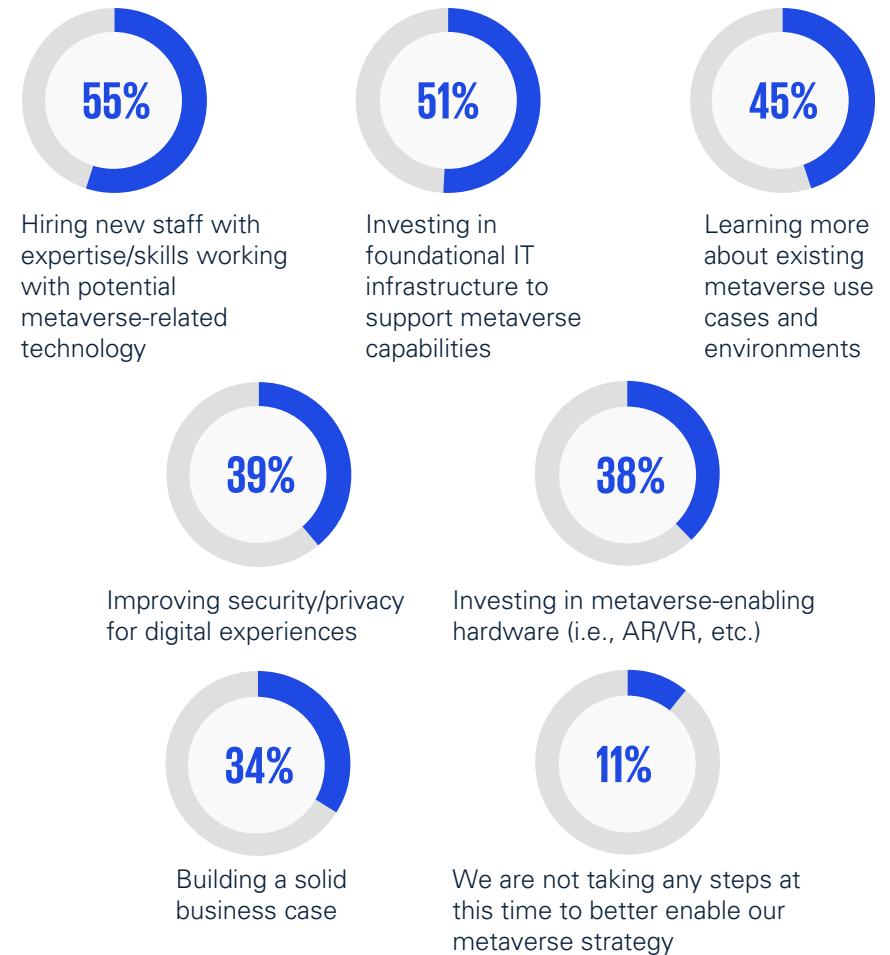 55%
51%
45%
Hiring new staff with
expertise/skills working
with potential
metaverse-related
technology
Investing in
foundational IT
infrastructure to
support metaverse
capabilities
Learning more
about existing
metaverse use
cases and
environments
39%
38%
Improving security/privacy
for digital experiences
Investing in metaverse-enabling
hardware (i.e., AR/VR, etc.)
34%
11%
Building a solid
business case
We are not taking any steps at
this time to better enable our
metaverse strategy